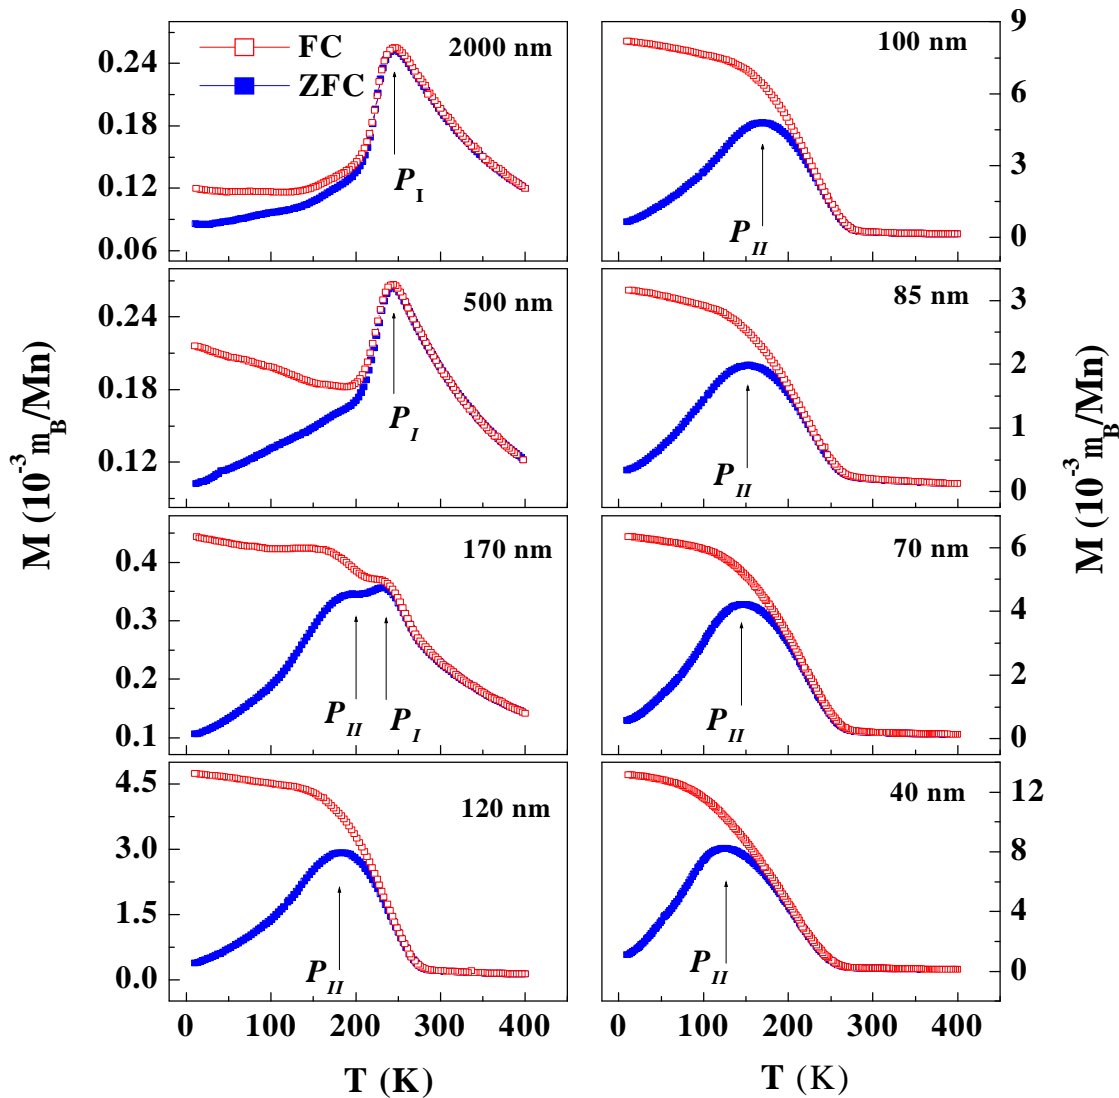 FC
ZFC
2000 nm
P_I
0.24
0.18
0.12
0.06
100 nm
P_II
9
6
3
0
500 nm
P_I
0.24
0.18
0.12
85 nm
P_II
3
2
1
0
170 nm
P_II
P_I
0.4
0.3
0.2
0.1
70 nm
P_II
6
4
2
0
120 nm
P_II
4.5
3.0
1.5
0.0
40 nm
P_II
12
8
4
0
0 100 200 300 400
0 100 200 300 400
T (K)
T (K)
M (10^-3 m_B/Mn)
M (10^-3 m_B/Mn)